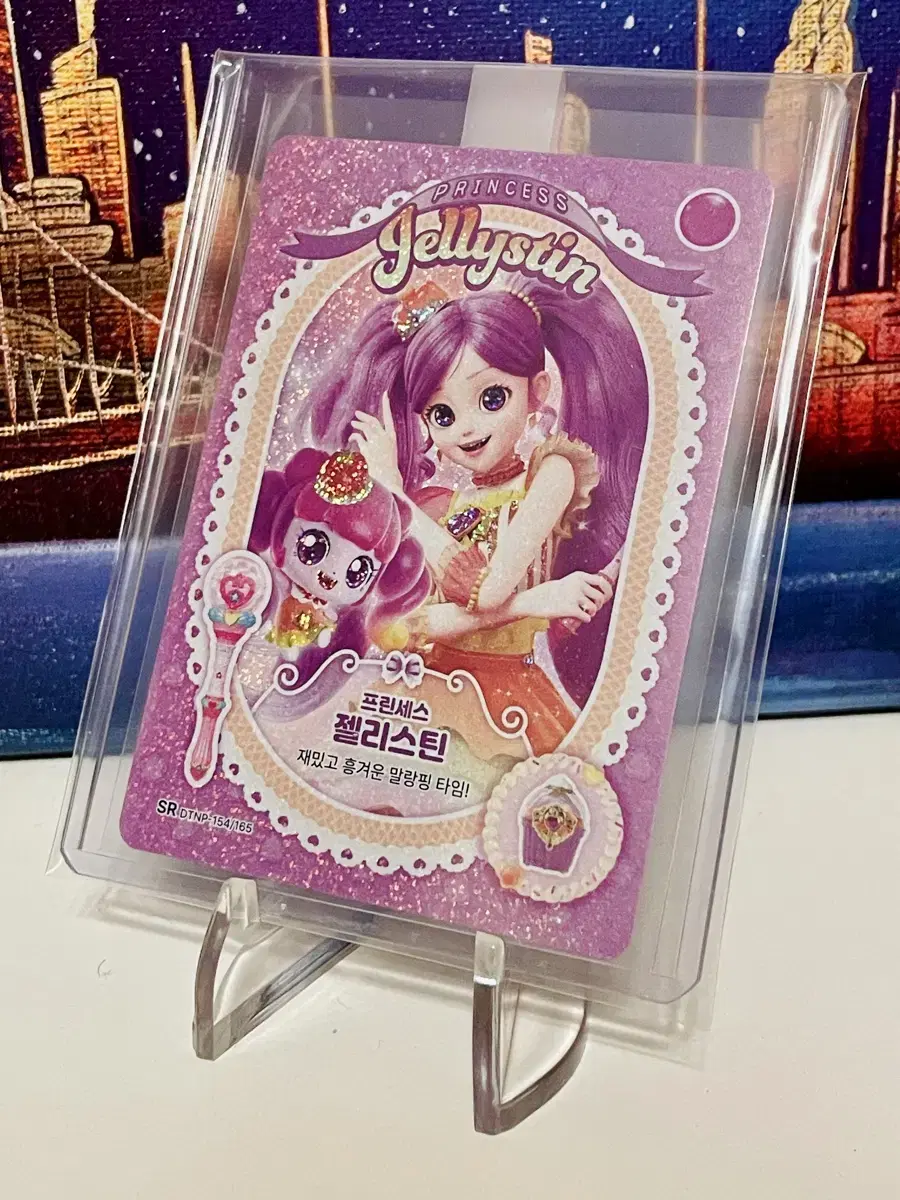 PRINCESS
Jellystin
프린세스
젤리스틴
재밌고 흥겨운 말랑핑 타임!
SR DTNP-154/165